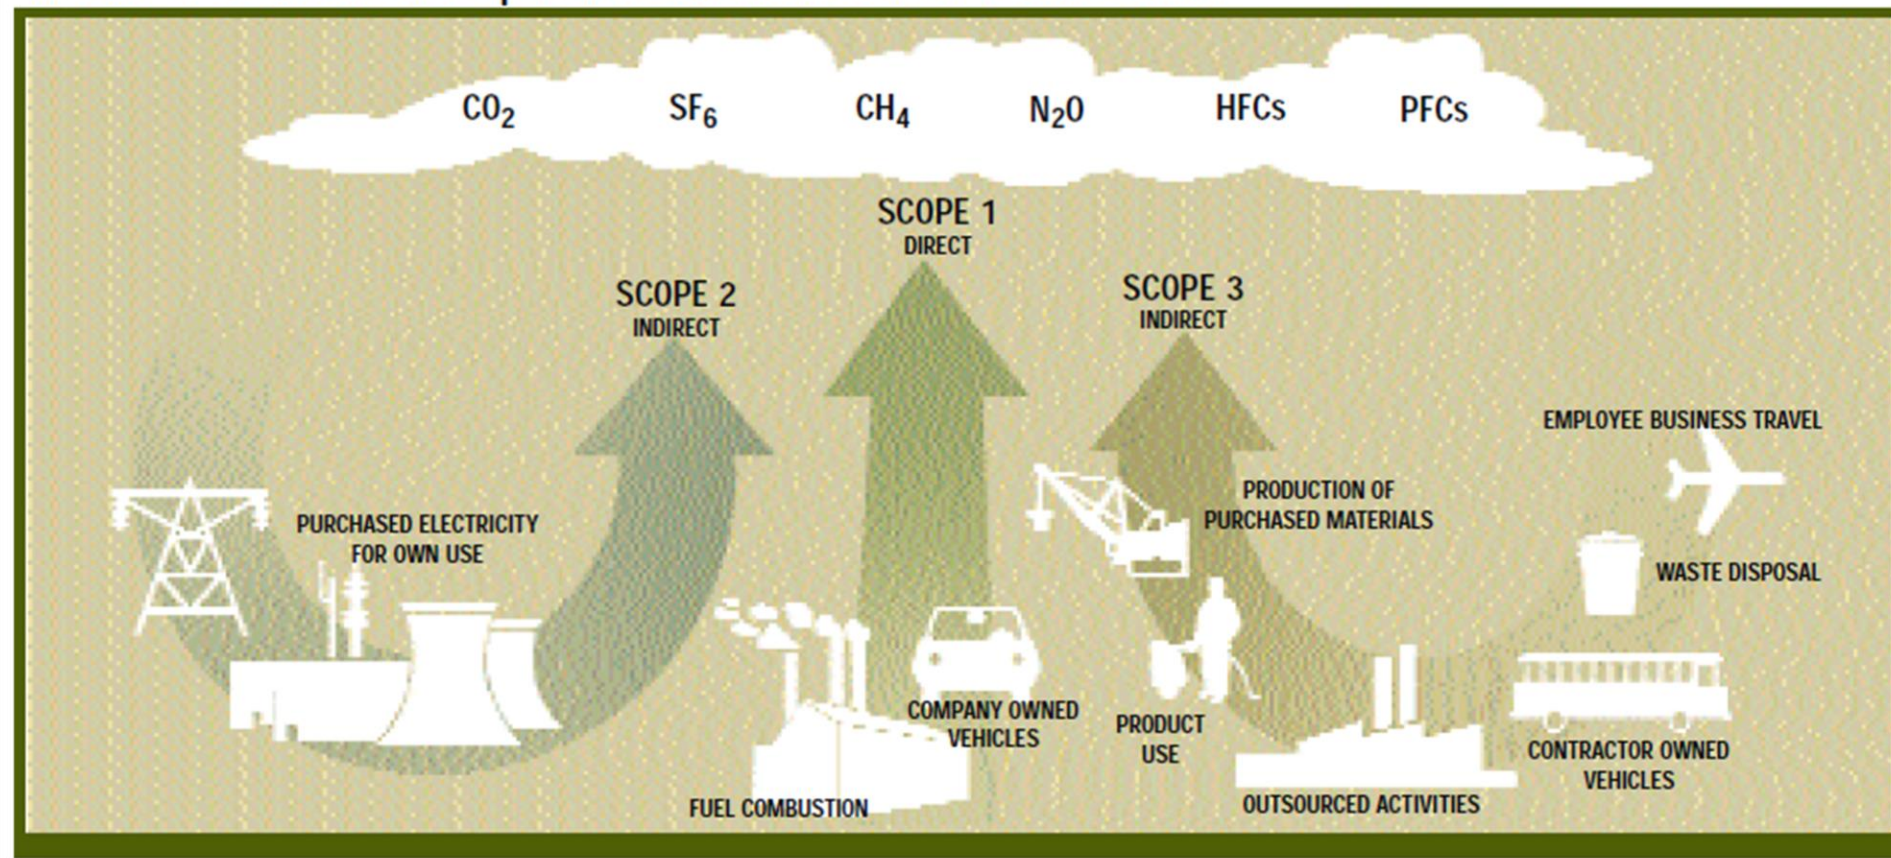 CO₂ SF₆ CH₄ N₂O HFCs PFCs
SCOPE 1
DIRECT
SCOPE 2
INDIRECT
SCOPE 3
INDIRECT
EMPLOYEE BUSINESS TRAVEL
PURCHASED ELECTRICITY
FOR OWN USE
PRODUCTION OF
PURCHASED MATERIALS
WASTE DISPOSAL
COMPANY OWNED
VEHICLES
PRODUCT
USE
CONTRACTOR OWNED
VEHICLES
FUEL COMBUSTION
OUTSOURCED ACTIVITIES